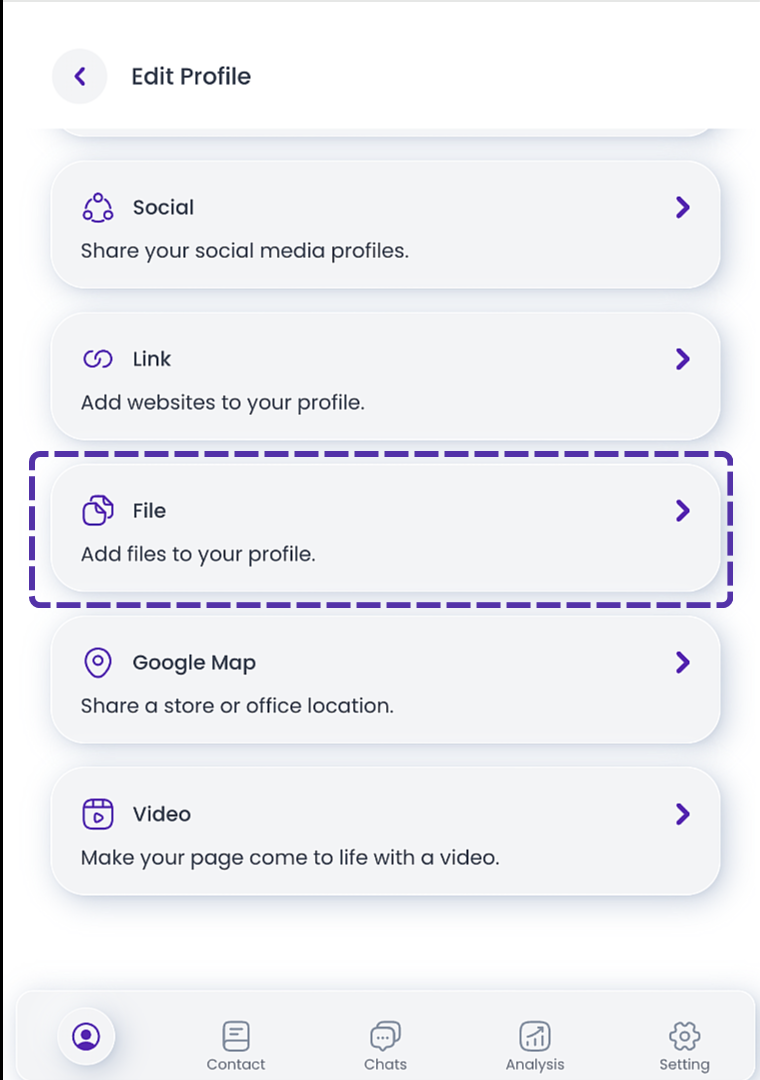 Edit Profile
Social
Share your social media profiles.
Link
Add websites to your profile.
File
Add files to your profile.
Google Map
Share a store or office location.
Video
Make your page come to life with a video.
Contact
Chats
Analysis
Setting